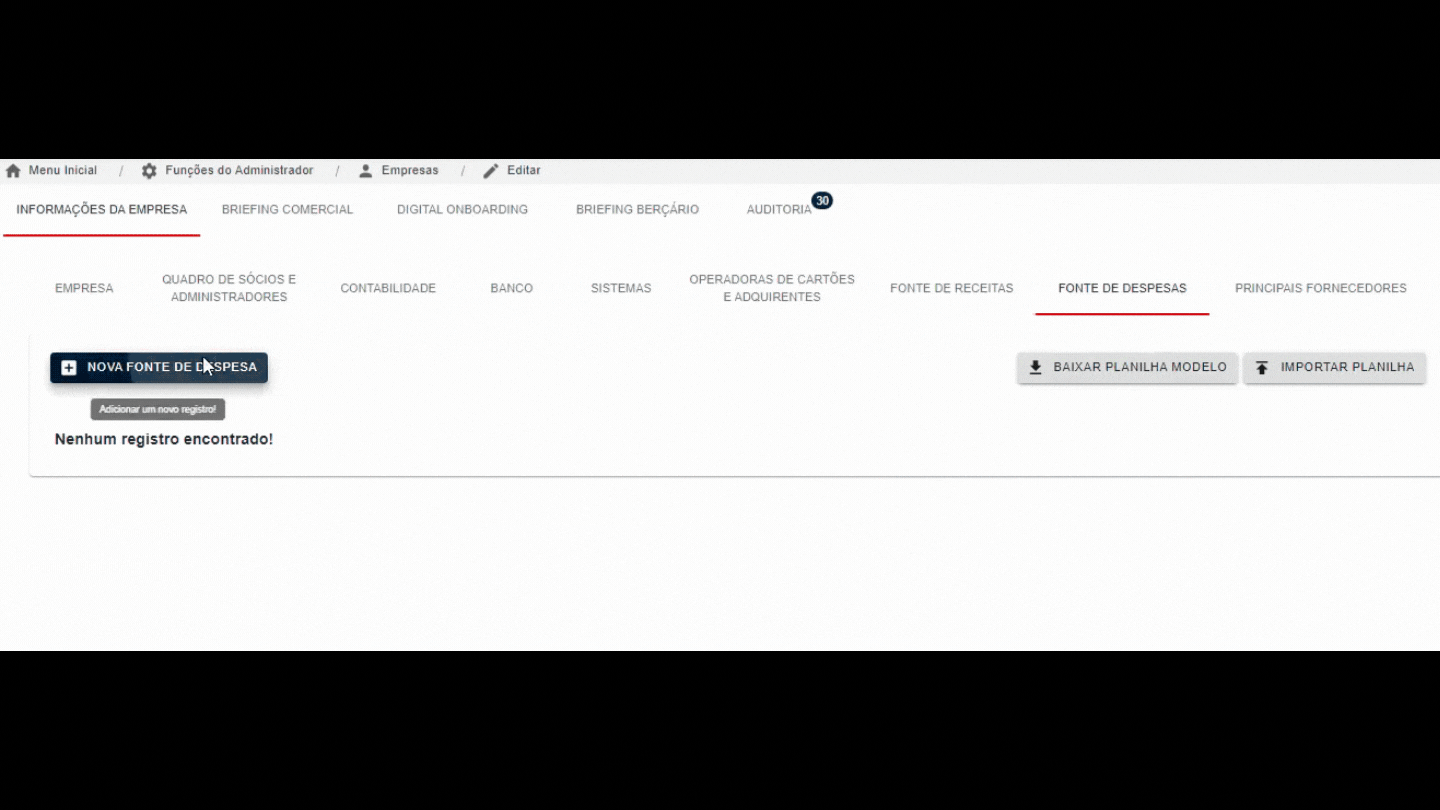 Menu Inicial / Funções do Administrador / Empresas / Editar
INFORMAÇÕES DA EMPRESA BRIEFING COMERCIAL DIGITAL ONBOARDING BRIEFING BERÇÁRIO AUDITORIA 30
EMPRESA
QUADRO DE SÓCIOS E
ADMINISTRADORES
CONTABILIDADE
BANCO
SISTEMAS
OPERADORAS DE CARTÕES
E ADQUIRENTES
FONTE DE RECEITAS
FONTE DE DESPESAS
PRINCIPAIS FORNECEDORES
NOVA FONTE DE DESPESA
BAIXAR PLANILHA MODELO
IMPORTAR PLANILHA
Adicionar um novo registro!
Nenhum registro encontrado!